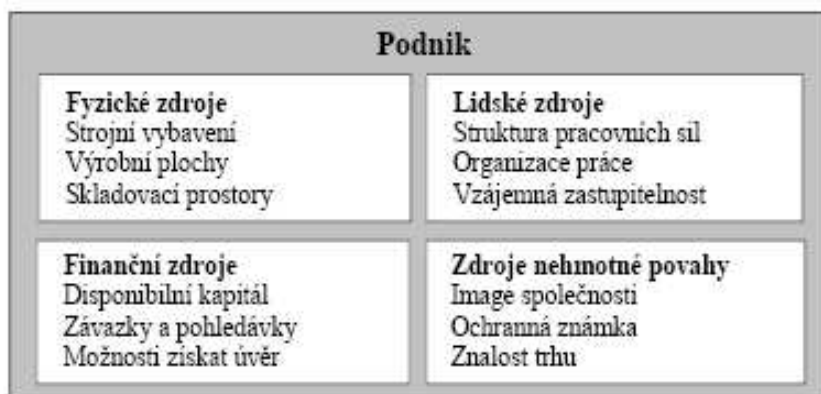 Podnik
Fyzické zdroje
Strojní vybavení
Výrobní plochy
Skladovací prostory
Lidské zdroje
Struktura pracovních sil
Organizace práce
Vzájemná zastupitelnost
Finanční zdroje
Disponibilní kapitál
Závazky a pohledávky
Možnosti získat úvěr
Zdroje nehmotné povahy
Image společnosti
Ochranná známka
Znalost trhu